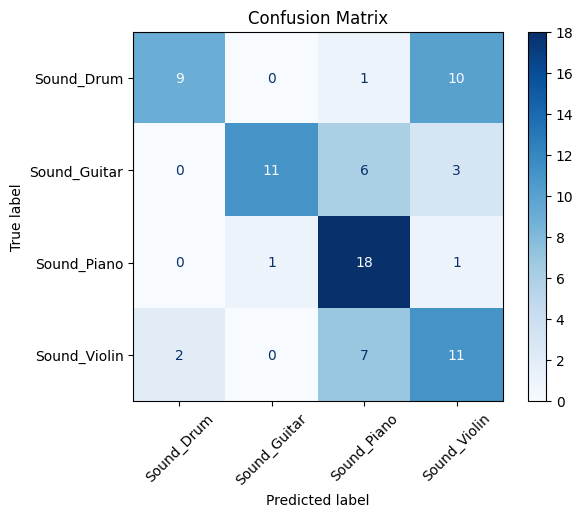 Confusion Matrix
True label
Sound_Drum 9 0 1 10
Sound_Guitar 0 11 6 3
Sound_Piano 0 1 18 1
Sound_Violin 2 0 7 11
Sound_Drum Sound_Guitar Sound_Piano Sound_Violin
Predicted label
18
16
14
12
10
8
6
4
2
0